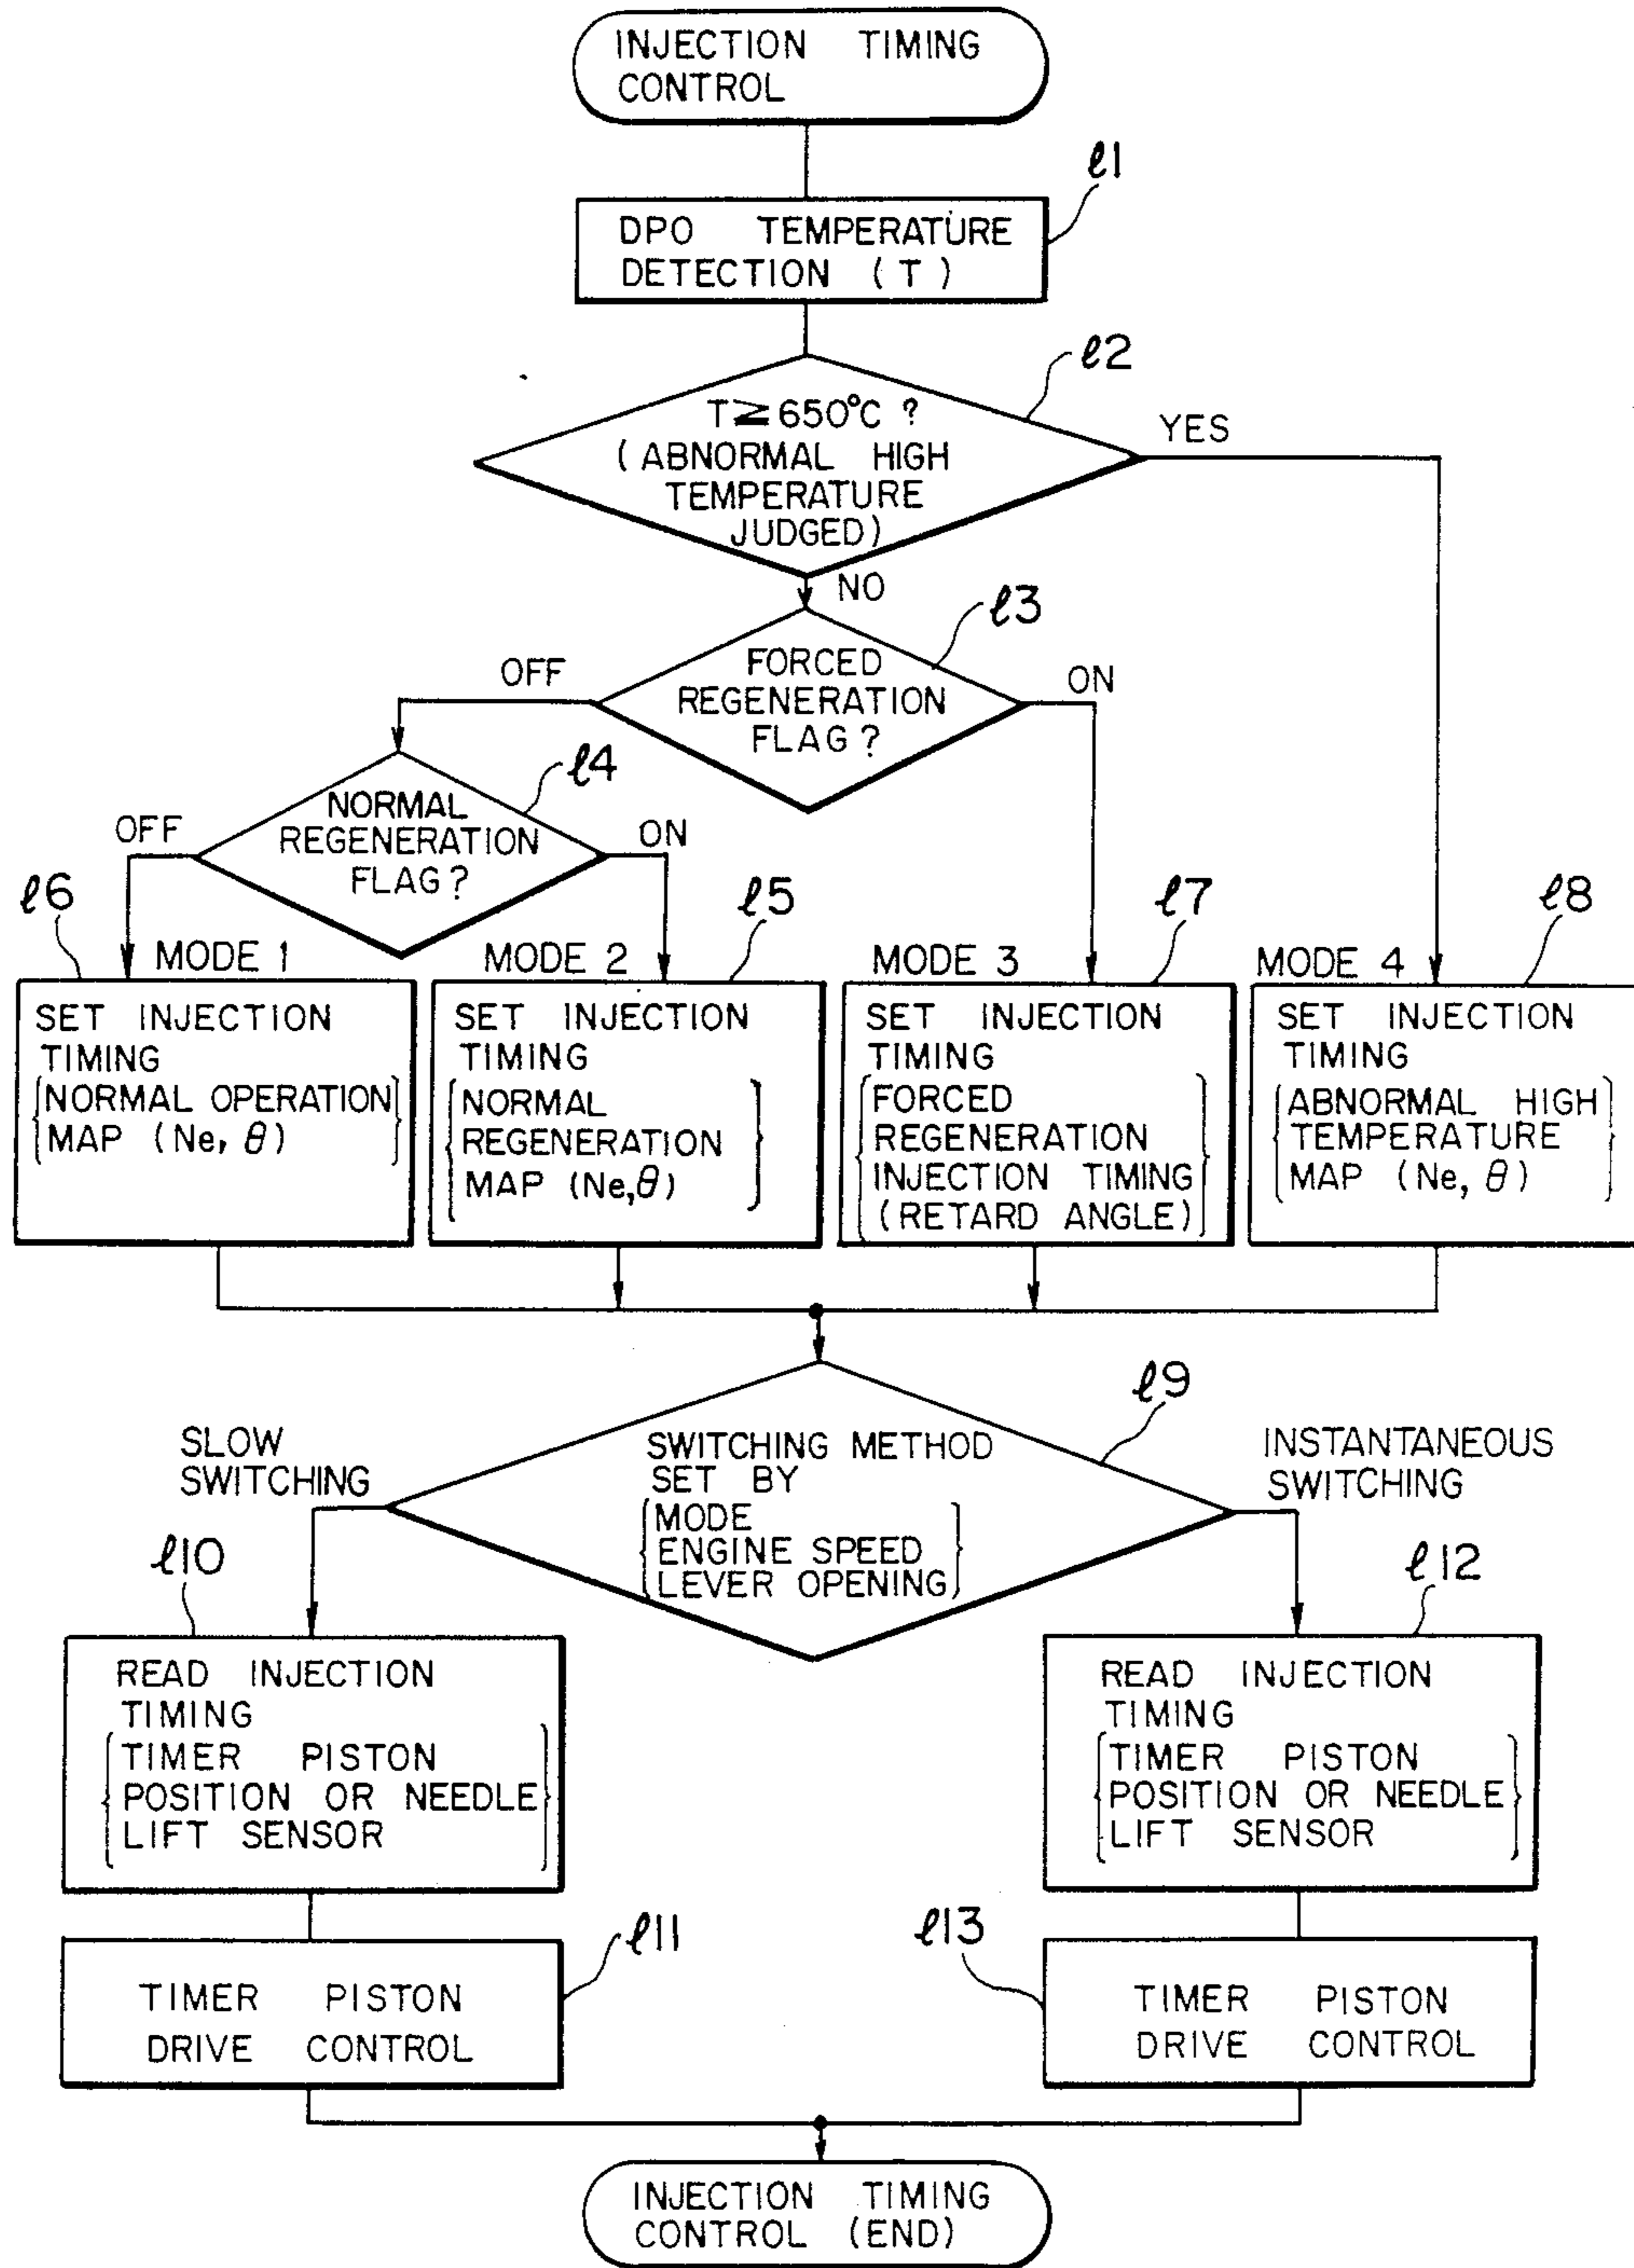 INJECTION TIMING
CONTROL
ℓ1
DPO TEMPERATURE
DETECTION (T)
ℓ2
T≧650°C ?
(ABNORMAL HIGH
TEMPERATURE
JUDGED)
YES
NO
ℓ3
FORCED
REGENERATION
FLAG?
OFF
ON
ℓ4
NORMAL
REGENERATION
FLAG?
OFF
ON
ℓ6
MODE 1
SET INJECTION
TIMING
{NORMAL OPERATION
MAP (Ne, θ)}
ℓ5
MODE 2
SET INJECTION
TIMING
{NORMAL
REGENERATION
MAP (Ne,θ)}
ℓ7
MODE 3
SET INJECTION
TIMING
{FORCED
REGENERATION
INJECTION TIMING
(RETARD ANGLE)}
ℓ8
MODE 4
SET INJECTION
TIMING
{ABNORMAL HIGH
TEMPERATURE
MAP (Ne, θ)}
ℓ9
SWITCHING METHOD
SET BY
{MODE
ENGINE SPEED
LEVER OPENING}
SLOW
SWITCHING
INSTANTANEOUS
SWITCHING
ℓ10
READ INJECTION
TIMING
{TIMER PISTON
POSITION OR NEEDLE
LIFT SENSOR}
ℓ12
READ INJECTION
TIMING
{TIMER PISTON
POSITION OR NEEDLE
LIFT SENSOR}
ℓ11
TIMER PISTON
DRIVE CONTROL
ℓ13
TIMER PISTON
DRIVE CONTROL
INJECTION TIMING
CONTROL (END)